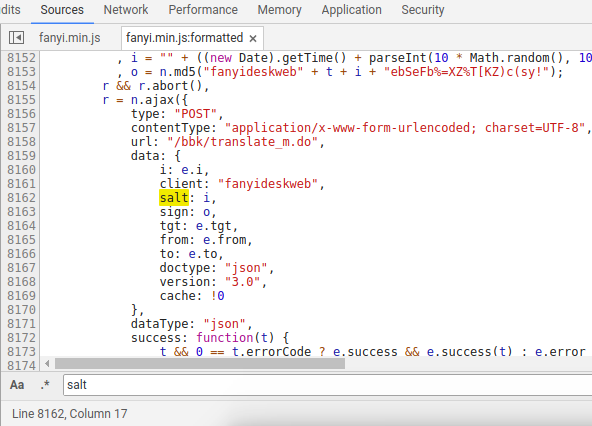 dits Sources Network Performance Memory Application Security
fanyi.min.js fanyi.min.js:formatted ×
8152 , i = "" + ((new Date).getTime() + parseInt(10 * Math.random(), 10
8153 , o = n.md5("fanyideskweb" + t + i + "ebSeFb%=XZ%T[KZ)c(sy!");
8154 r && r.abort(),
8155 r = n.ajax({
8156 type: "POST",
8157 contentType: "application/x-www-form-urlencoded; charset=UTF-8",
8158 url: "/bbk/translate_m.do",
8159 data: {
8160 i: e.i,
8161 client: "fanyideskweb",
8162 salt: i,
8163 sign: o,
8164 tgt: e.tgt,
8165 from: e.from,
8166 to: e.to,
8167 doctype: "json",
8168 version: "3.0",
8169 cache: !0
8170 },
8171 dataType: "json",
8172 success: function(t) {
8173 t && 0 == t.errorCode ? e.success && e.success(t) : e.error
8174
Aa .* salt
Line 8162, Column 17